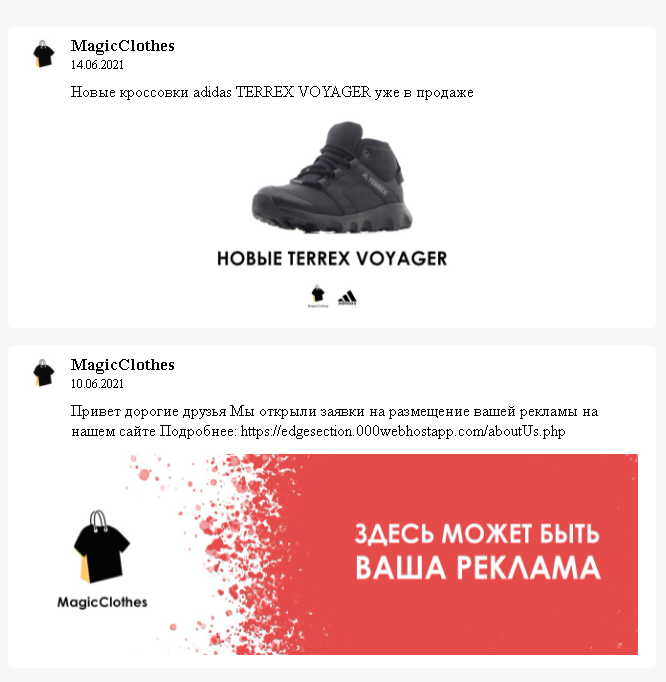 MagicClothes
14.06.2021
Новые кроссовки adidas TERREX VOYAGER уже в продаже
TERREX
НОВЫЕ TERREX VOYAGER
MagicClothes
MagicClothes
10.06.2021
Привет дорогие друзья Мы открыли заявки на размещение вашей рекламы на
нашем сайте Подробнее: https://edgesection.000webhostapp.com/aboutUs.php
ЗДЕСЬ МОЖЕТ БЫТЬ
ВАША РЕКЛАМА
MagicClothes